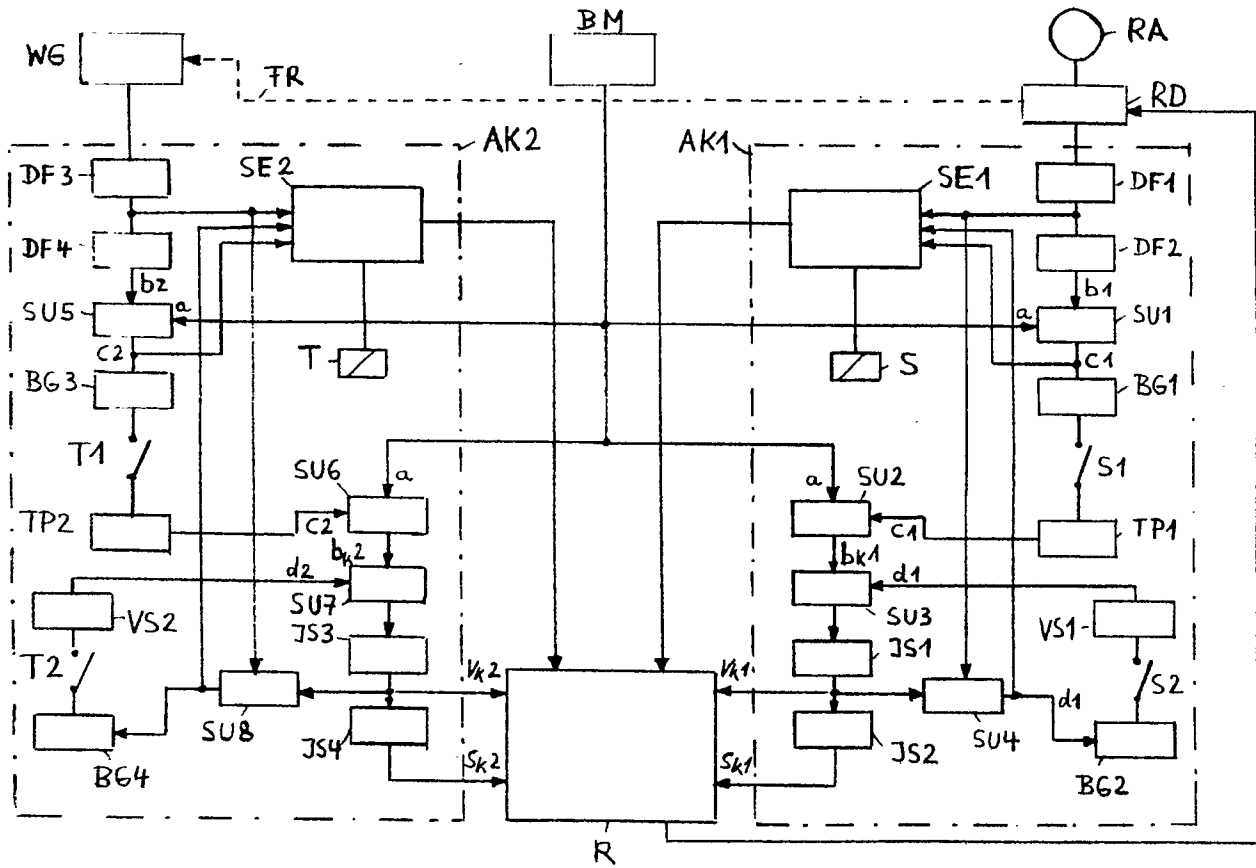 BM
RA
WG
FR
RD
AK2
AK1
SE2
SE1
DF3
DF1
DF4
DF2
b2
b1
a
a
SU5
SU1
C2
C1
T
S
BG3
BG1
T1
S1
SU6
a
a
SU2
TP2
C2
C1
TP1
bk2
bk1
d2
d1
SU7
SU3
VS2
VS1
JS3
JS1
T2
S2
Vk2
Vk1
d1
SU8
SU4
JS4
JS2
BG4
BG2
Sk2
Sk1
R